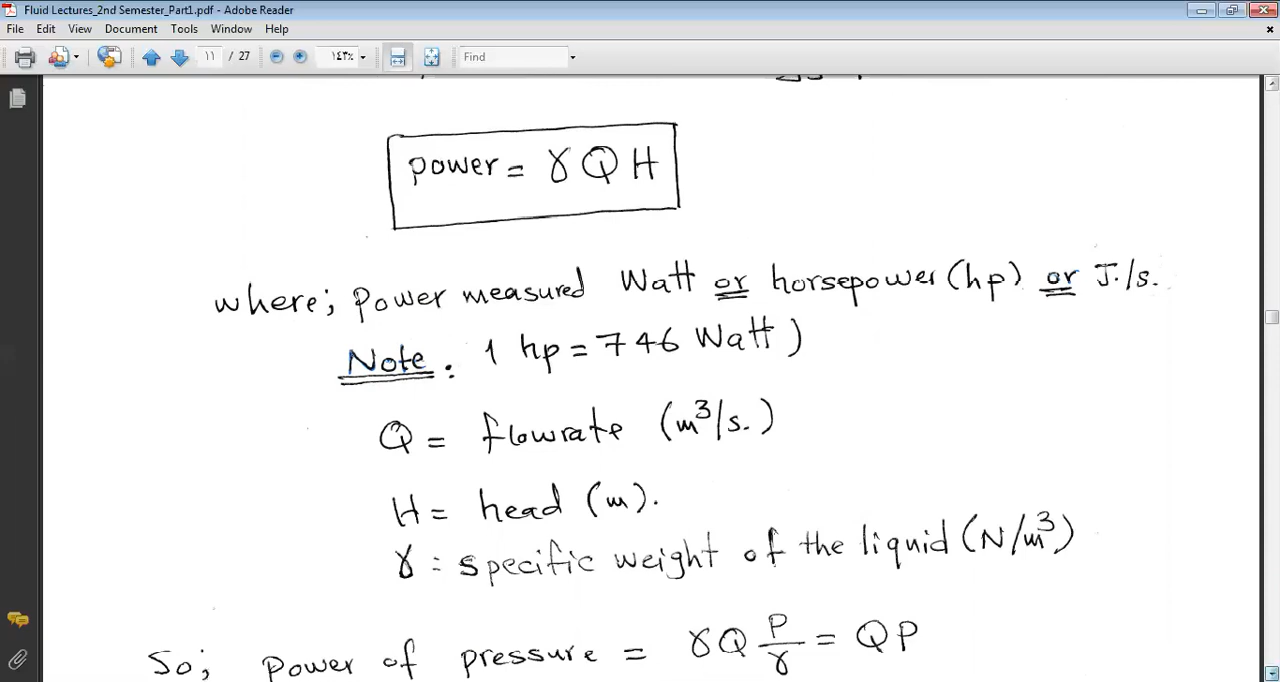 Fluid Lectures_2nd Semester_Part1.pdf - Adobe Reader
File Edit View Document Tools Window Help
١١ / 27 ١٤٣% Find
power = γ Q H
where; power measured Watt or horsepower (hp) or J./s.
Note: 1 hp = 746 Watt)
Q = flowrate (m³/s.)
H = head (m).
γ : specific weight of the liquid (N/m³)
So; power of pressure = γ Q P/γ = Q P